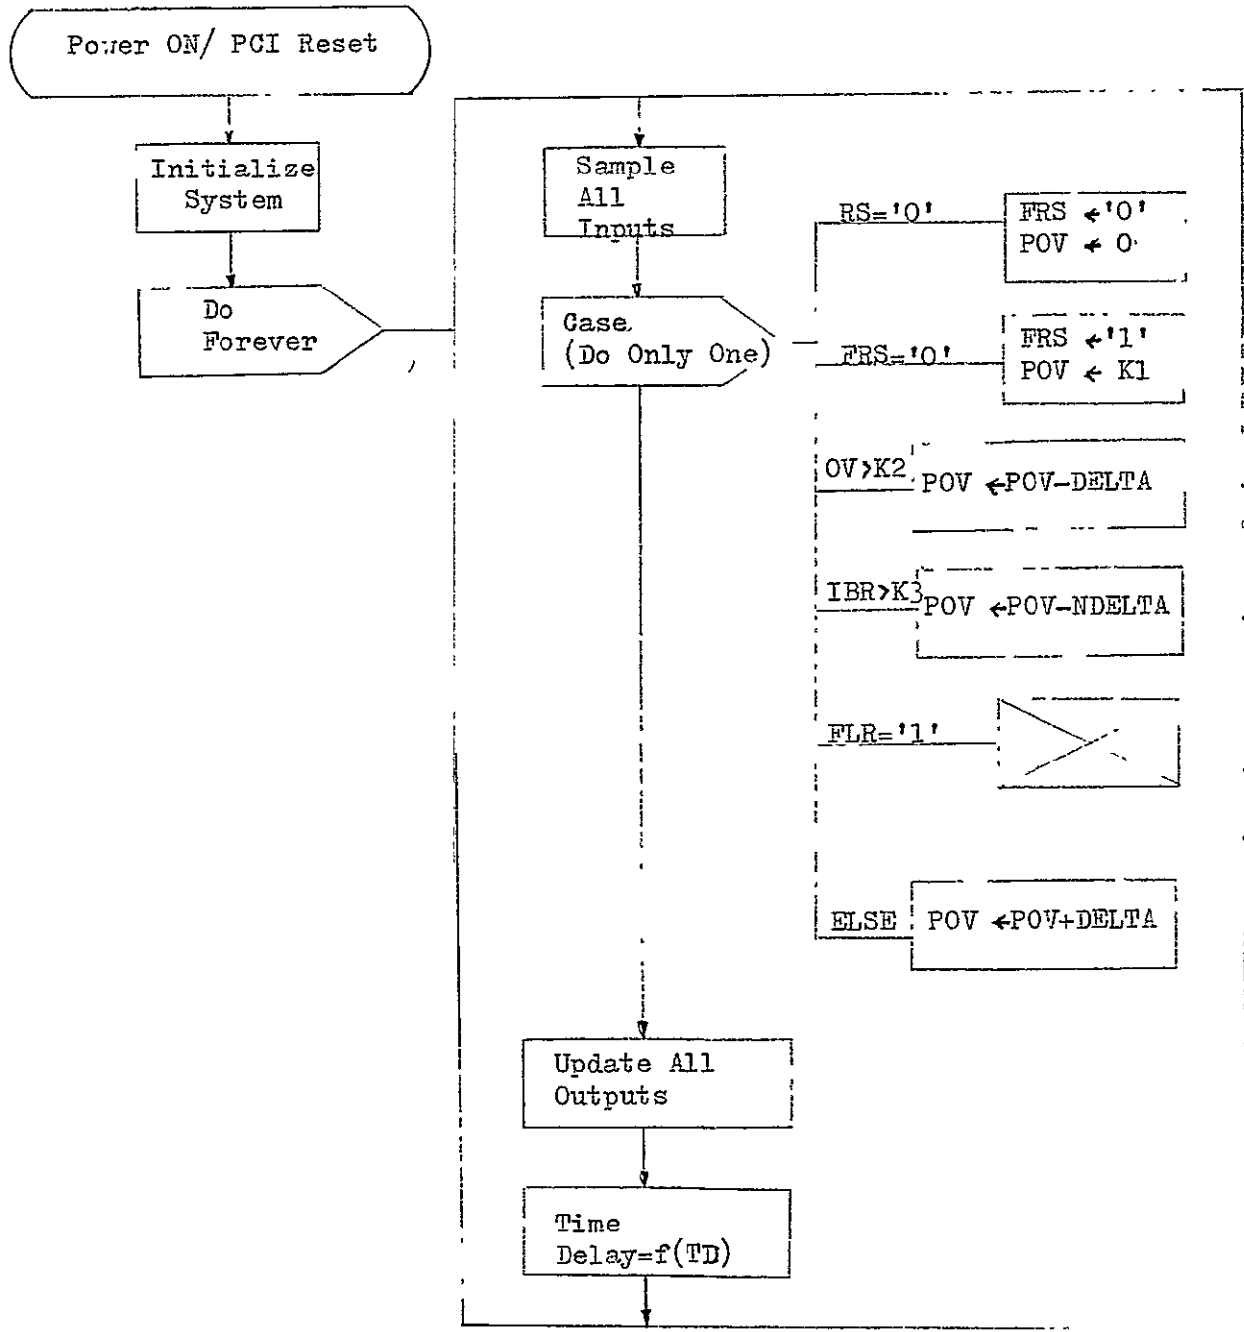 Power ON/ PCI Reset
Initialize
System
Do
Forever
Sample
All
Inputs
Case
(Do Only One)
RS='0'
FRS ←'0'
POV ← 0
FRS='0'
FRS ←'1'
POV ← K1
OV>K2
POV ←POV-DELTA
IBR>K3
POV ←POV-NDELTA
FLR='1'
ELSE
POV ←POV+DELTA
Update All
Outputs
Time
Delay=f(TD)